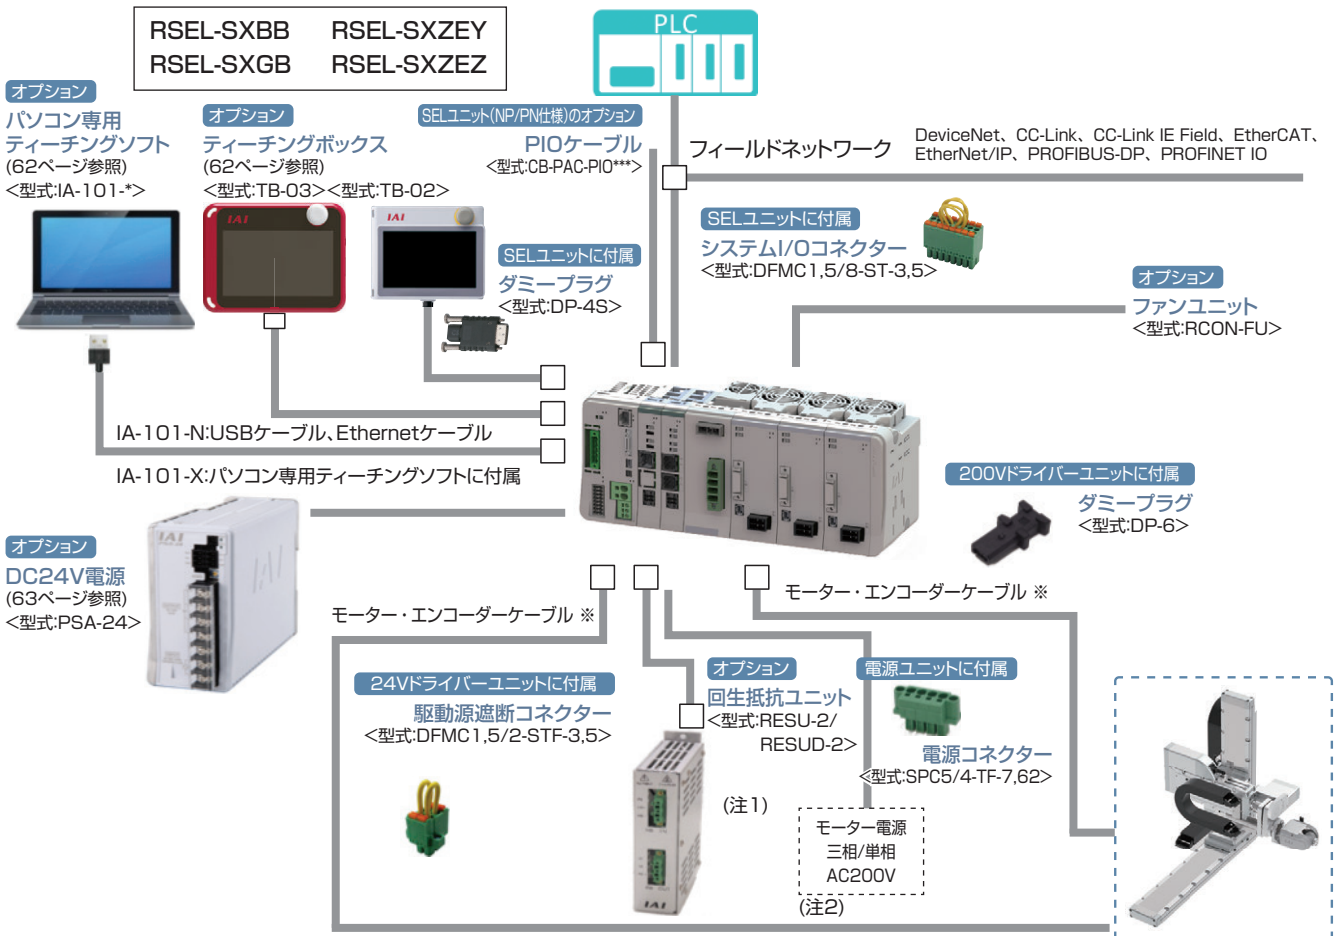 RSEL-SXBB RSEL-SXZEY
RSEL-SXGB RSEL-SXZEZ
PLC
オプション
パソコン専用
ティーチングソフト
(62ページ参照)
<型式:IA-101-*>
オプション
ティーチングボックス
(62ページ参照)
<型式:TB-03><型式:TB-02>
IAI
IAI
SELユニット(NP/PN仕様)のオプション
PIOケーブル
<型式:CB-PAC-PIO***>
フィールドネットワーク
DeviceNet、CC-Link、CC-Link IE Field、EtherCAT、
EtherNet/IP、PROFIBUS-DP、PROFINET IO
SELユニットに付属
ダミープラグ
<型式:DP-4S>
SELユニットに付属
システムI/Oコネクター
<型式:DFMC1,5/8-ST-3,5>
オプション
ファンユニット
<型式:RCON-FU>
IA-101-N:USBケーブル、Ethernetケーブル
IA-101-X:パソコン専用ティーチングソフトに付属
200Vドライバーユニットに付属
ダミープラグ
<型式:DP-6>
オプション
DC24V電源
(63ページ参照)
<型式:PSA-24>
IAI
モーター・エンコーダーケーブル ※
モーター・エンコーダーケーブル ※
24Vドライバーユニットに付属
駆動源遮断コネクター
<型式:DFMC1,5/2-STF-3,5>
オプション
回生抵抗ユニット
<型式:RESU-2/
RESUD-2>
(注1)
IAI
電源ユニットに付属
電源コネクター
<型式:SPC5/4-TF-7,62>
モーター電源
三相/単相
AC200V
(注2)